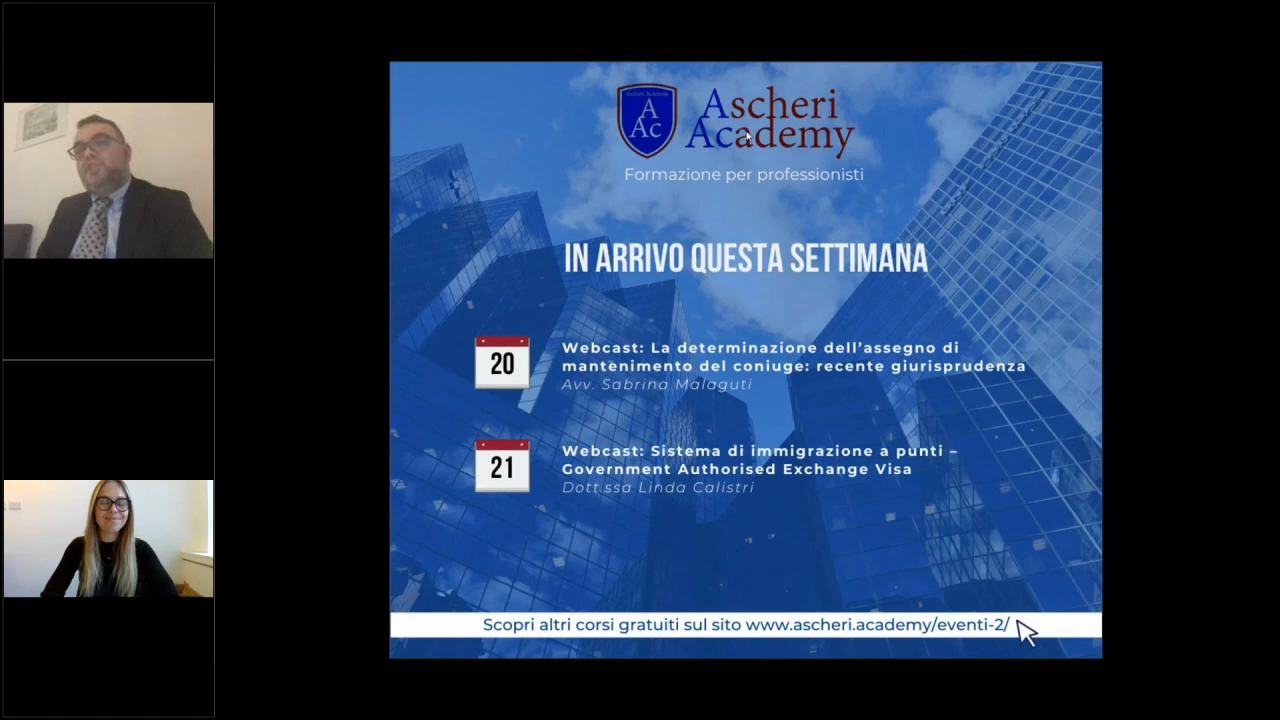 Ascheri Academy
A
Ac
Ascheri
Academy
Formazione per professionisti
IN ARRIVO QUESTA SETTIMANA
20
Webcast: La determinazione dell'assegno di
mantenimento del coniuge: recente giurisprudenza
Avv. Sabrina Malaguti
21
Webcast: Sistema di immigrazione a punti –
Government Authorised Exchange Visa
Dott.ssa Linda Calistri
Scopri altri corsi gratuiti sul sito www.ascheri.academy/eventi-2/